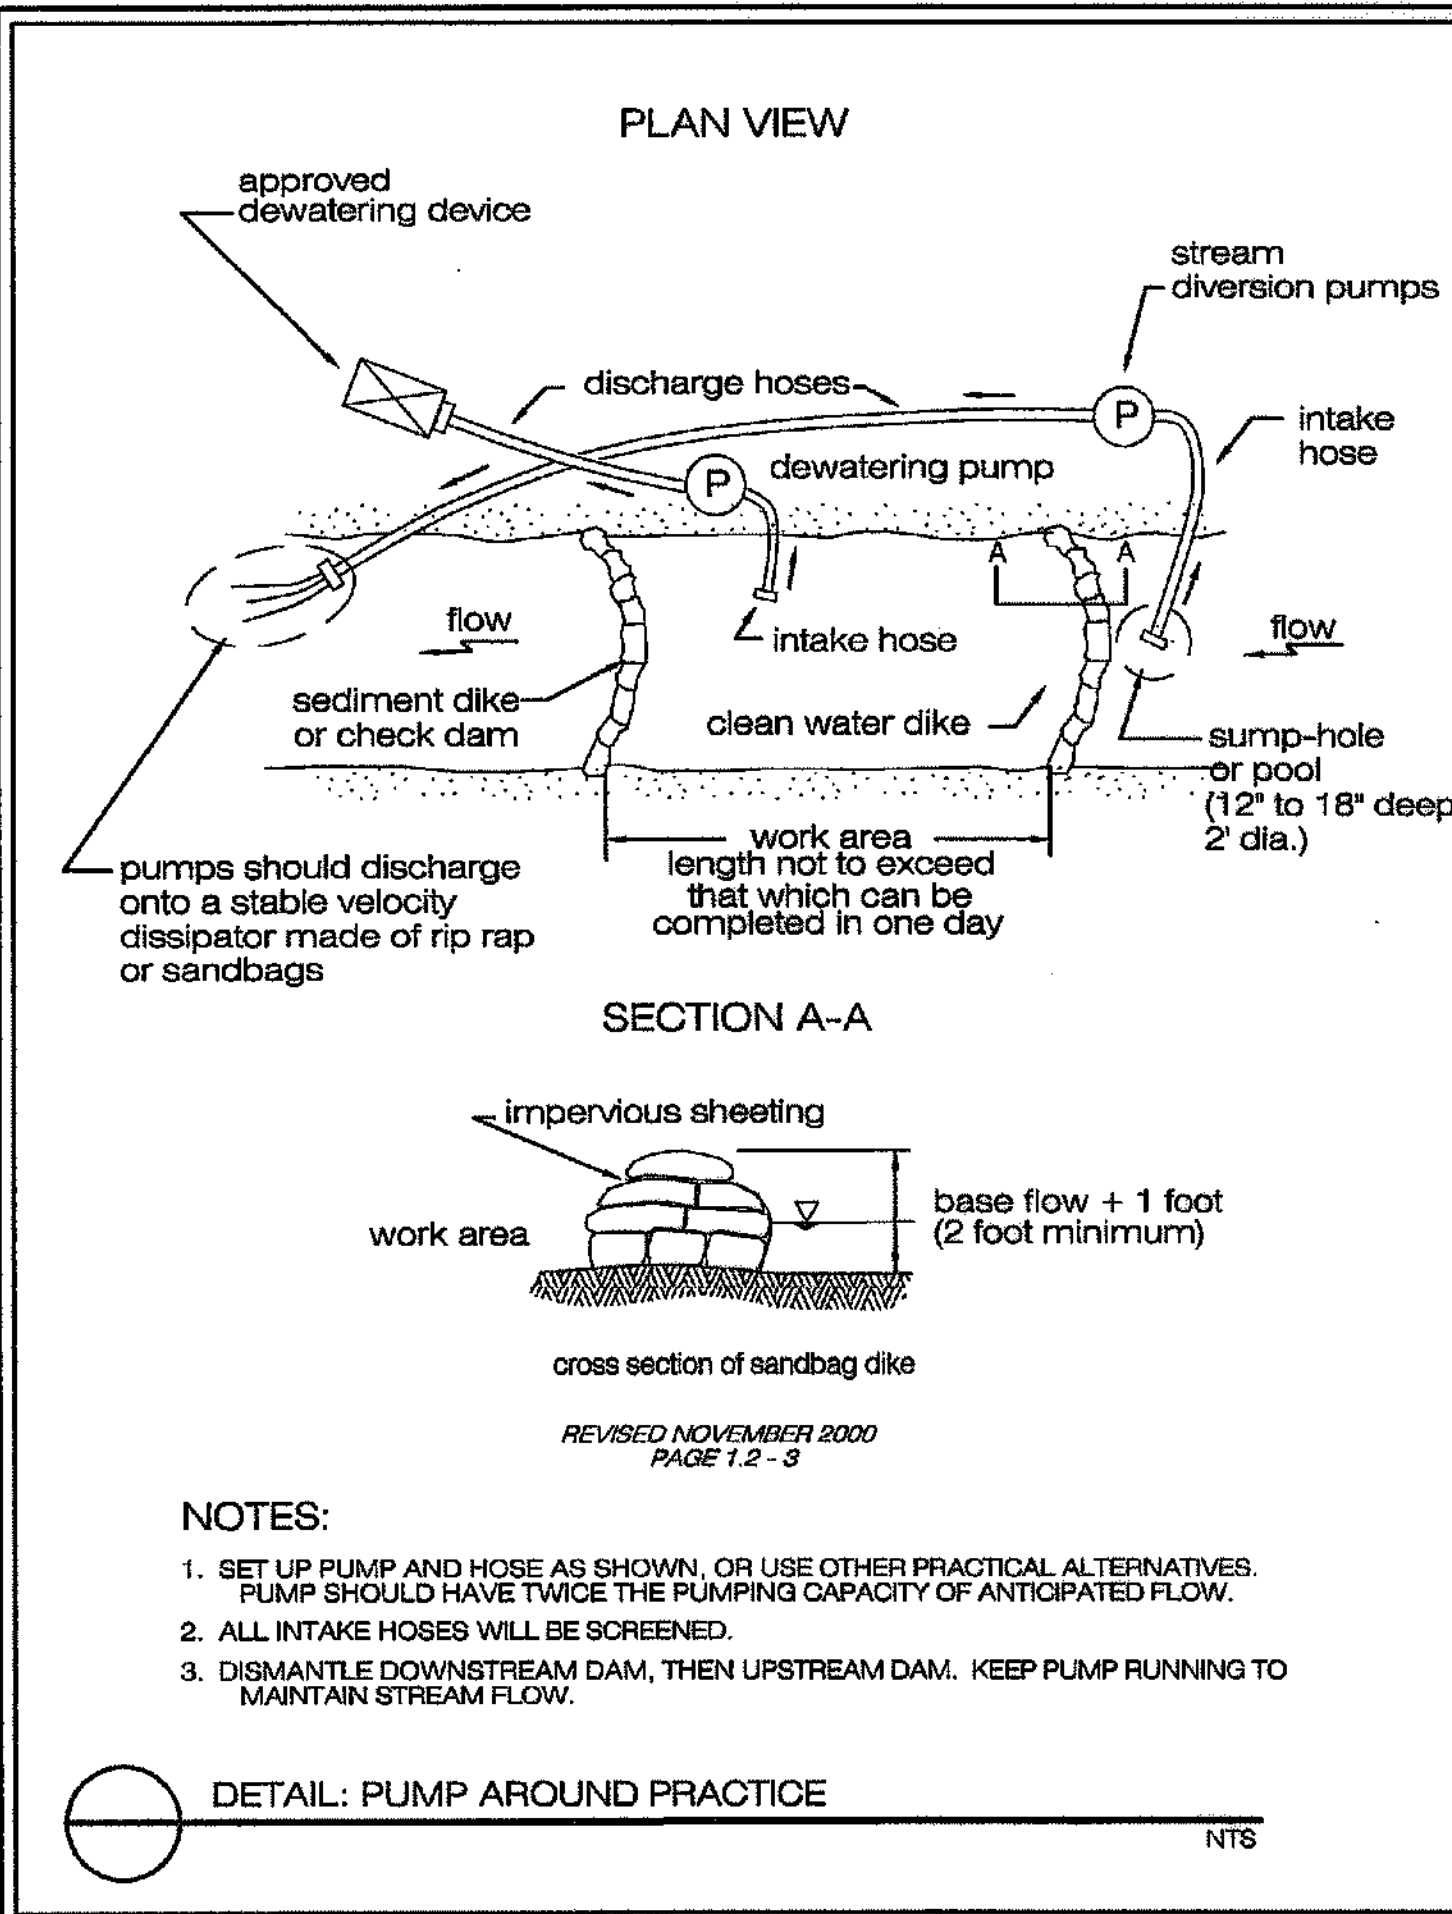 PLAN VIEW
approved
dewatering device
stream
diversion pumps
discharge hoses
P
intake
hose
dewatering pump
P
A A
flow
intake hose
flow
sediment dike
or check dam
clean water dike
sump-hole
or pool
(12" to 18" deep
2' dia.)
work area
length not to exceed
that which can be
completed in one day
pumps should discharge
onto a stable velocity
dissipator made of rip rap
or sandbags
SECTION A-A
impervious sheeting
base flow + 1 foot
(2 foot minimum)
work area
cross section of sandbag dike
REVISED NOVEMBER 2000
PAGE 1.2 - 3
NOTES:
1. SET UP PUMP AND HOSE AS SHOWN, OR USE OTHER PRACTICAL ALTERNATIVES.
PUMP SHOULD HAVE TWICE THE PUMPING CAPACITY OF ANTICIPATED FLOW.
2. ALL INTAKE HOSES WILL BE SCREENED.
3. DISMANTLE DOWNSTREAM DAM, THEN UPSTREAM DAM. KEEP PUMP RUNNING TO
MAINTAIN STREAM FLOW.
DETAIL: PUMP AROUND PRACTICE
NTS